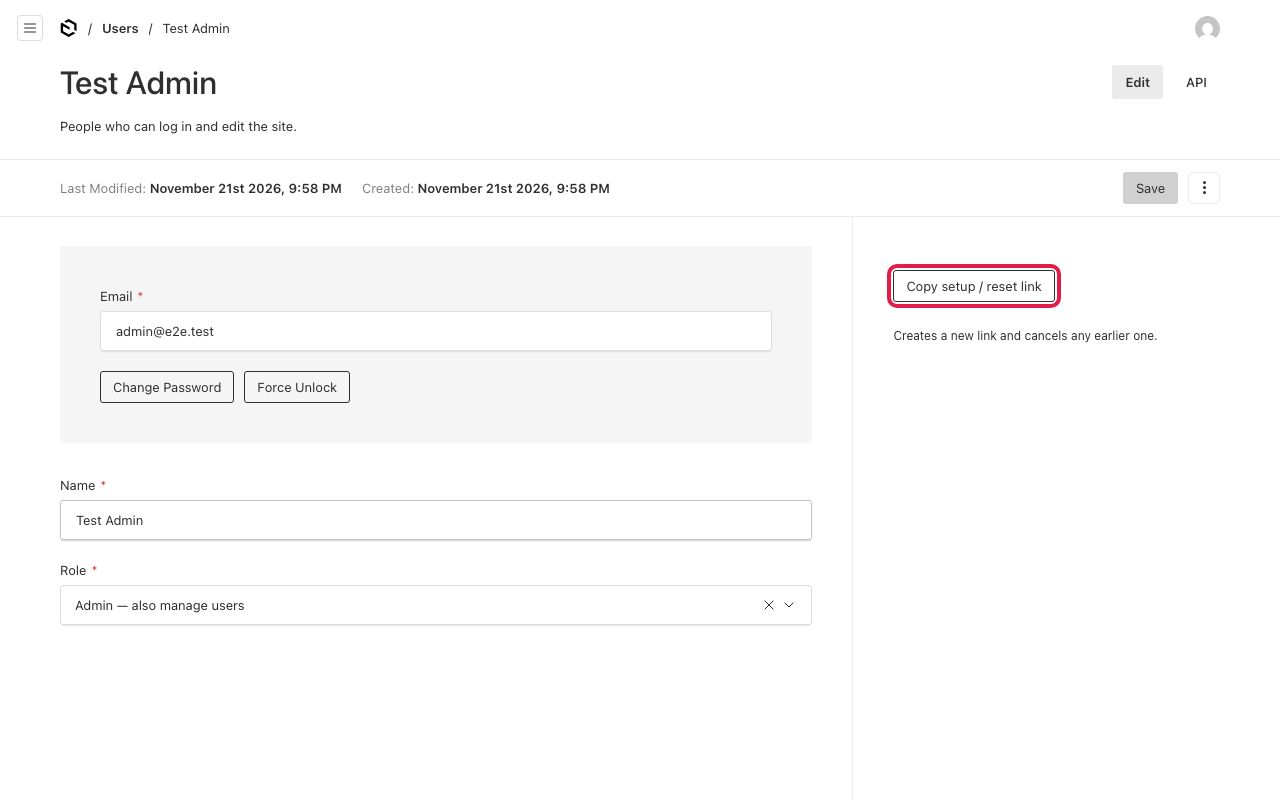 / Users / Test Admin
Test Admin
Edit
API
People who can log in and edit the site.
Last Modified: November 21st 2026, 9:58 PM
Created: November 21st 2026, 9:58 PM
Save
Email *
admin@e2e.test
Change Password
Force Unlock
Name *
Test Admin
Role *
Admin — also manage users
Copy setup / reset link
Creates a new link and cancels any earlier one.